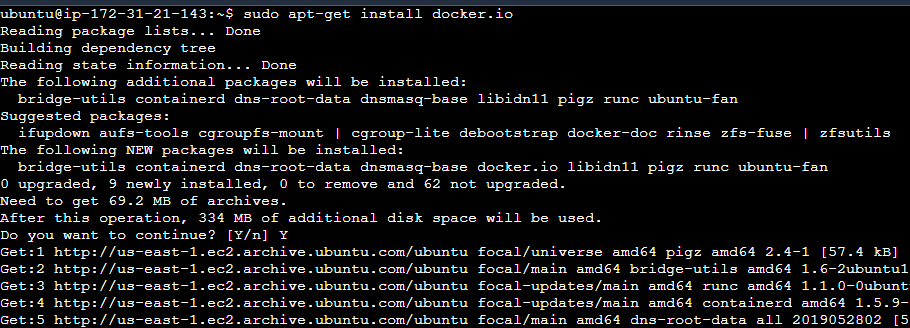 ubuntu@ip-172-31-21-143:~$ sudo apt-get install docker.io
Reading package lists... Done
Building dependency tree
Reading state information... Done
The following additional packages will be installed:
  bridge-utils containerd dns-root-data dnsmasq-base libidn11 pigz runc ubuntu-fan
Suggested packages:
  ifupdown aufs-tools cgroupfs-mount | cgroup-lite debootstrap docker-doc rinse zfs-fuse | zfsutils
The following NEW packages will be installed:
  bridge-utils containerd dns-root-data dnsmasq-base docker.io libidn11 pigz runc ubuntu-fan
0 upgraded, 9 newly installed, 0 to remove and 62 not upgraded.
Need to get 69.2 MB of archives.
After this operation, 334 MB of additional disk space will be used.
Do you want to continue? [Y/n] Y
Get:1 http://us-east-1.ec2.archive.ubuntu.com/ubuntu focal/universe amd64 pigz amd64 2.4-1 [57.4 kB]
Get:2 http://us-east-1.ec2.archive.ubuntu.com/ubuntu focal/main amd64 bridge-utils amd64 1.6-2ubuntu1
Get:3 http://us-east-1.ec2.archive.ubuntu.com/ubuntu focal-updates/main amd64 runc amd64 1.1.0-0ubunt
Get:4 http://us-east-1.ec2.archive.ubuntu.com/ubuntu focal-updates/main amd64 containerd amd64 1.5.9-
Get:5 http://us-east-1.ec2.archive.ubuntu.com/ubuntu focal/main amd64 dns-root-data all 2019052802 [5